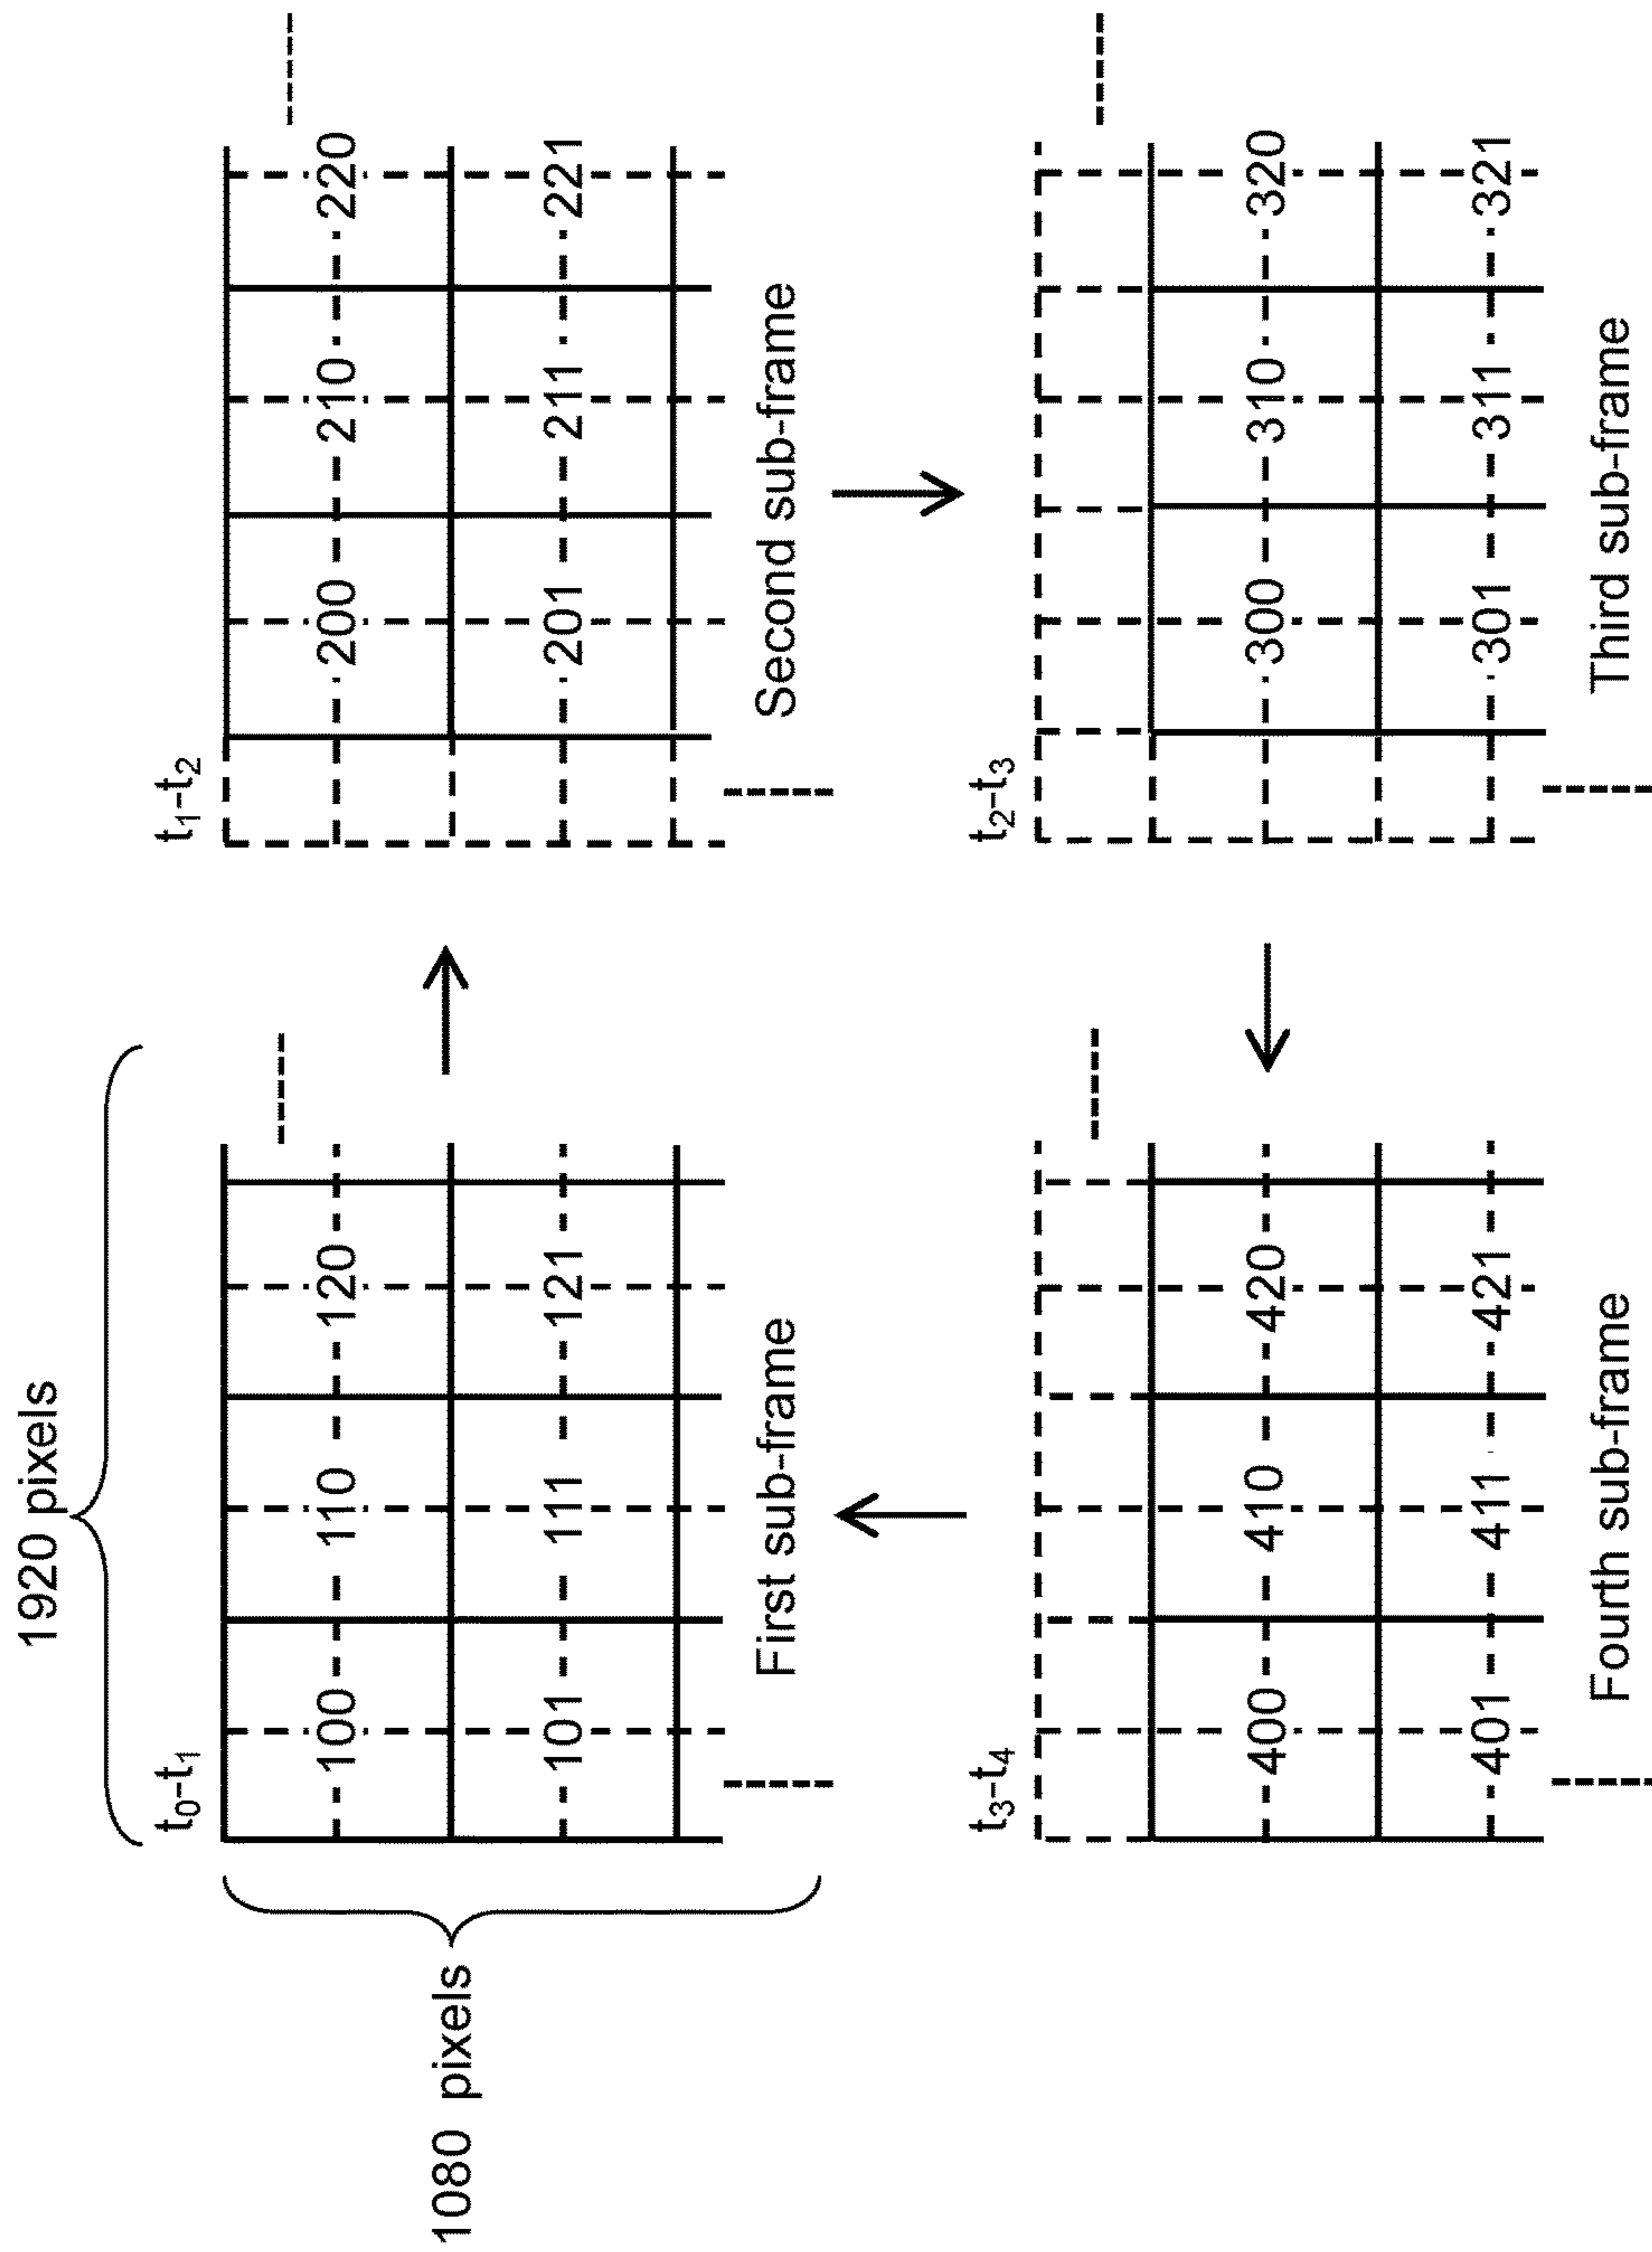 1920 pixels
1080 pixels
t0-t1
100 110 120
101 111 121
First sub-frame
t1-t2
200 210 220
201 211 221
Second sub-frame
t2-t3
300 310 320
301 311 321
Third sub-frame
t3-t4
400 410 420
401 411 421
Fourth sub-frame